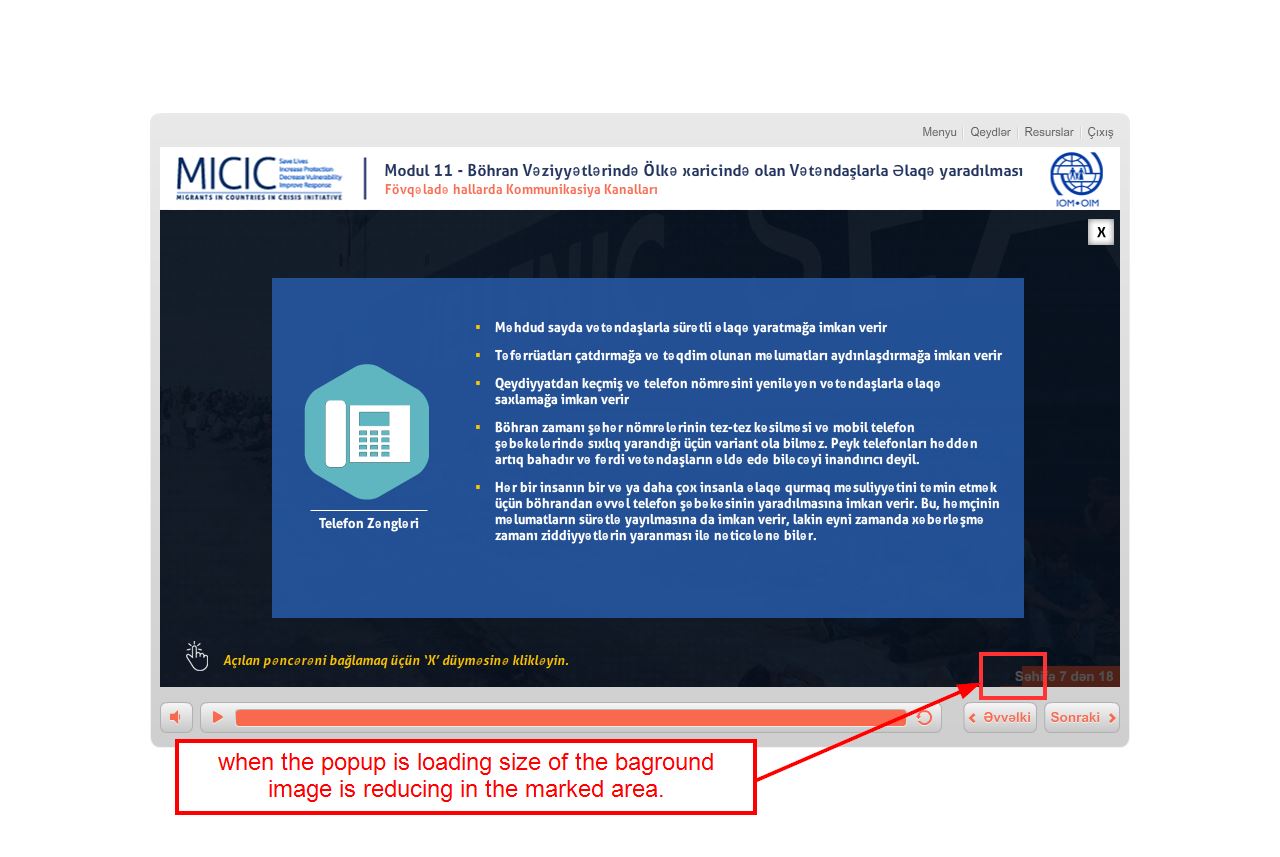 Menyu Qeydlər Resurslar Çıxış
MICIC
Save Lives
Increase Protection
Decrease Vulnerability
Improve Response
MIGRANTS IN COUNTRIES IN CRISIS INITIATIVE
Modul 11 - Böhran Vəziyyətlərində Ölkə xaricində olan Vətəndaşlarla Əlaqə yaradılması
Fövqəladə hallarda Kommunikasiya Kanalları
IOM•OIM
X
Məhdud sayda vətəndaşlarla sürətli əlaqə yaratmağa imkan verir
Təfərrüatları çatdırmağa və təqdim olunan məlumatları aydınlaşdırmağa imkan verir
Qeydiyyatdan keçmiş və telefon nömrəsini yeniləyən vətəndaşlarla əlaqə
saxlamağa imkan verir
Böhran zamanı şəhər nömrələrinin tez-tez kəsilməsi və mobil telefon
şəbəkələrində sıxlıq yarandığı üçün variant ola bilməz. Peyk telefonları həddən
artıq bahadır və fərdi vətəndaşların əldə edə biləcəyi inandırıcı deyil.
Hər bir insanın bir və ya daha çox insanla əlaqə qurmaq məsuliyyətini təmin etmək
üçün böhrandan əvvəl telefon şəbəkəsinin yaradılmasına imkan verir. Bu, həmçinin
məlumatların sürətlə yayılmasına da imkan verir, lakin eyni zamanda xəbərləşmə
zamanı ziddiyyətlərin yaranması ilə nəticələnə bilər.
Telefon Zəngləri
Açılan pəncərəni bağlamaq üçün ‘X’ düyməsinə klikləyin.
Səhifə 7 dən 18
Əvvəlki Sonraki
when the popup is loading size of the baground
image is reducing in the marked area.